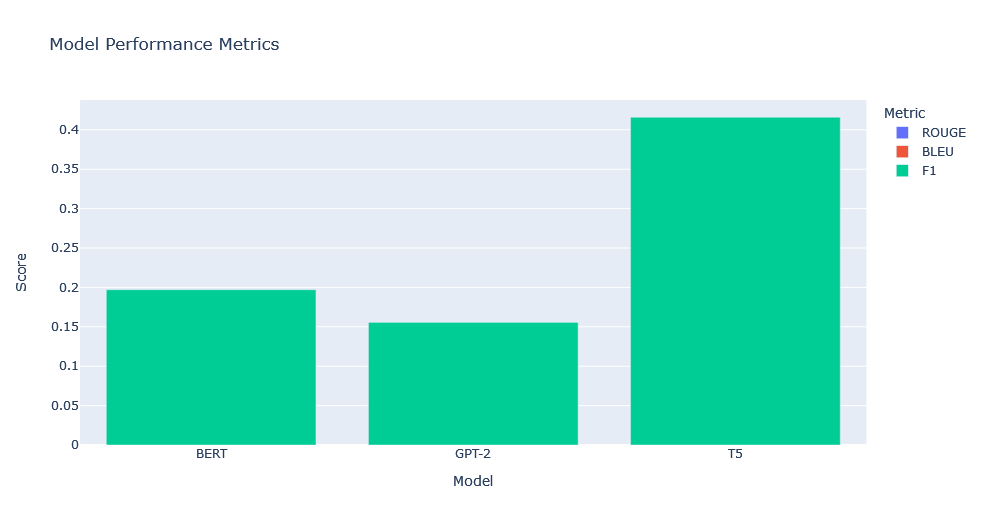 Model Performance Metrics
Metric
ROUGE
BLEU
F1
Score
0.4
0.35
0.3
0.25
0.2
0.15
0.1
0.05
0
BERT
GPT-2
T5
Model